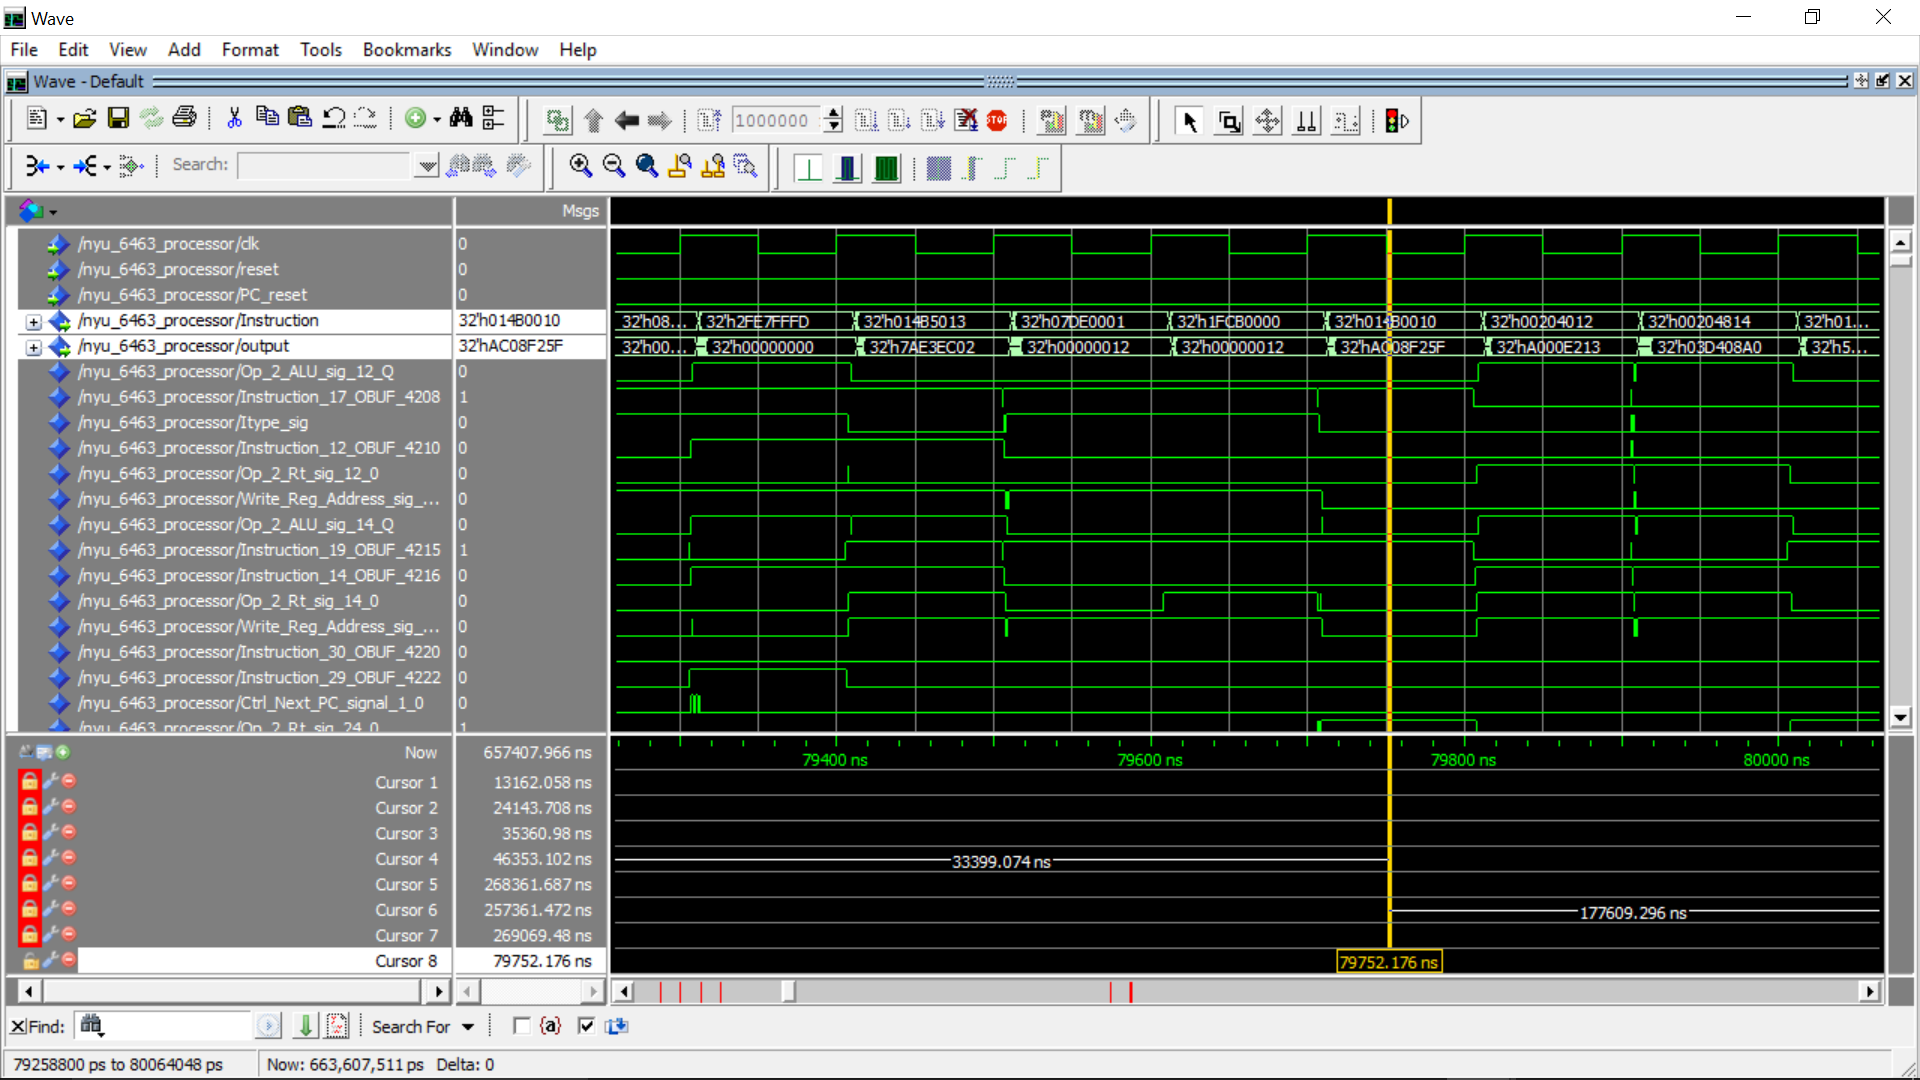 Wave
File Edit View Add Format Tools Bookmarks Window Help
Wave - Default
1000000
STOP
Search:
Msgs
/nyu_6463_processor/clk 0
/nyu_6463_processor/reset 0
/nyu_6463_processor/PC_reset 0
/nyu_6463_processor/Instruction 32'h014B0010 32'h08... 32'h2FE7FFFD 32'h014B5013 32'h07DE0001 32'h1FCB0000 32'h014B0010 32'h00204012 32'h00204814 32'h01...
/nyu_6463_processor/output 32'hAC08F25F 32'h00... 32'h00000000 32'h7AE3EC02 32'h00000012 32'h00000012 32'hAC08F25F 32'hA000E213 32'h03D408A0 32'h5...
/nyu_6463_processor/Op_2_ALU_sig_12_Q 0
/nyu_6463_processor/Instruction_17_OBUF_4208 1
/nyu_6463_processor/Itype_sig 0
/nyu_6463_processor/Instruction_12_OBUF_4210 0
/nyu_6463_processor/Op_2_Rt_sig_12_0 0
/nyu_6463_processor/Write_Reg_Address_sig_... 0
/nyu_6463_processor/Op_2_ALU_sig_14_Q 0
/nyu_6463_processor/Instruction_19_OBUF_4215 1
/nyu_6463_processor/Instruction_14_OBUF_4216 0
/nyu_6463_processor/Op_2_Rt_sig_14_0 0
/nyu_6463_processor/Write_Reg_Address_sig_... 0
/nyu_6463_processor/Instruction_30_OBUF_4220 0
/nyu_6463_processor/Instruction_29_OBUF_4222 0
/nyu_6463_processor/Ctrl_Next_PC_signal_1_0 0
/nyu_6463_processor/Op_2_Rt_sig_24_0 1
Now 657407.966 ns 79400 ns 79600 ns 79800 ns 80000 ns
Cursor 1 13162.058 ns
Cursor 2 24143.708 ns
Cursor 3 35360.98 ns
Cursor 4 46353.102 ns 33399.074 ns
Cursor 5 268361.687 ns
Cursor 6 257361.472 ns 177609.296 ns
Cursor 7 269069.48 ns
Cursor 8 79752.176 ns 79752.176 ns
Find: Search For {a}
79258800 ps to 80064048 ps Now: 663,607,511 ps Delta: 0